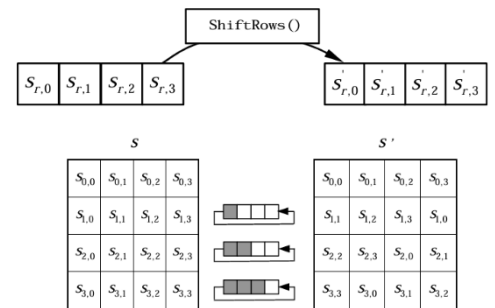 ShiftRows()
S_{r,0} S_{r,1} S_{r,2} S_{r,3} S'_{r,0} S'_{r,1} S'_{r,2} S'_{r,3}
S S'
S_{0,0} S_{0,1} S_{0,2} S_{0,3} S_{0,0} S_{0,1} S_{0,2} S_{0,3}
S_{1,0} S_{1,1} S_{1,2} S_{1,3} S_{1,1} S_{1,2} S_{1,3} S_{1,0}
S_{2,0} S_{2,1} S_{2,2} S_{2,3} S_{2,2} S_{2,3} S_{2,0} S_{2,1}
S_{3,0} S_{3,1} S_{3,2} S_{3,3} S_{3,3} S_{3,0} S_{3,1} S_{3,2}